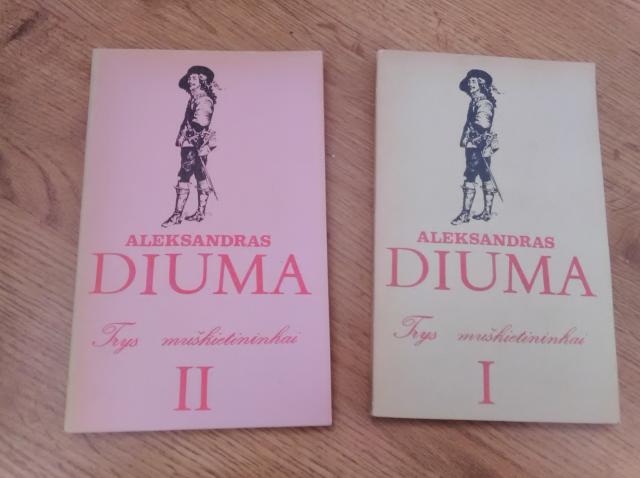 ALEKSANDRAS
DIUMA
Trys muškietininkai
II
ALEKSANDRAS
DIUMA
Trys muškietininkai
I